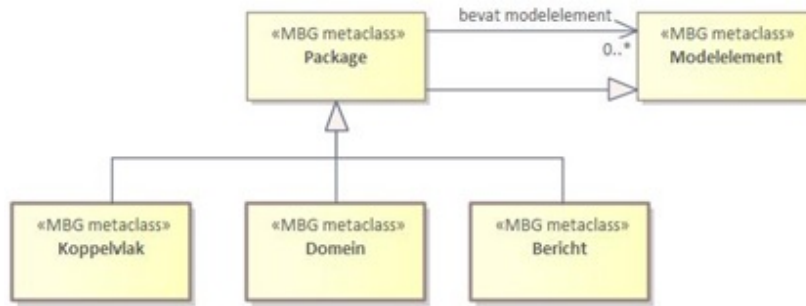 bevat modelelement
«MBG metaclass»
Package
«MBG metaclass»
Modelelement
0..*
«MBG metaclass»
Koppelvlak
«MBG metaclass»
Domein
«MBG metaclass»
Bericht